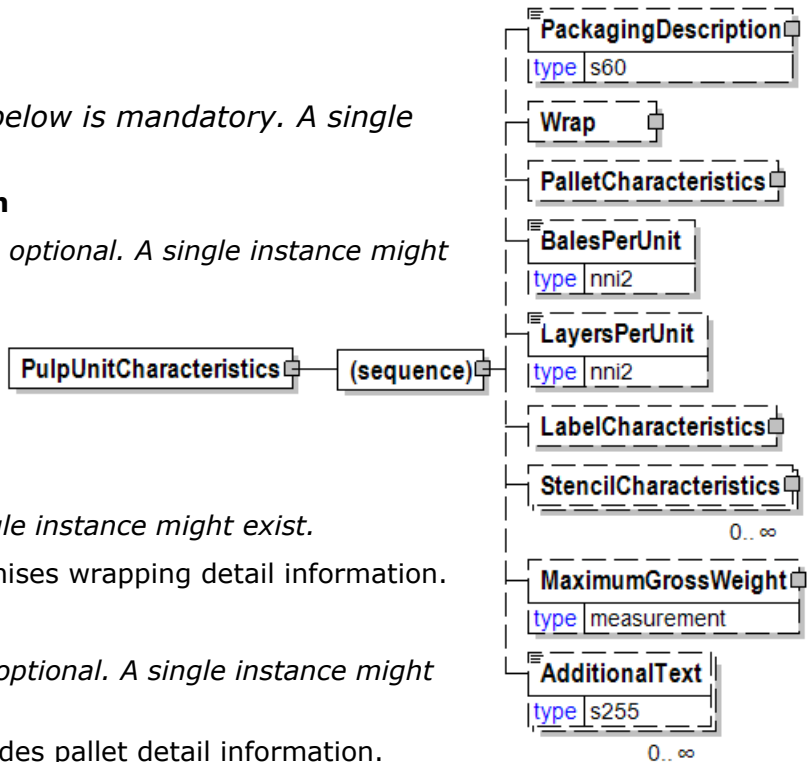 below is mandatory. A single
optional. A single instance might
gle instance might exist.
nises wrapping detail information.
optional. A single instance might
des pallet detail information.
PulpUnitCharacteristics
(sequence)
PackagingDescription
type s60
Wrap
PalletCharacteristics
BalesPerUnit
type nni2
LayersPerUnit
type nni2
LabelCharacteristics
StencilCharacteristics
0.. ∞
MaximumGrossWeight
type measurement
AdditionalText
type s255
0.. ∞